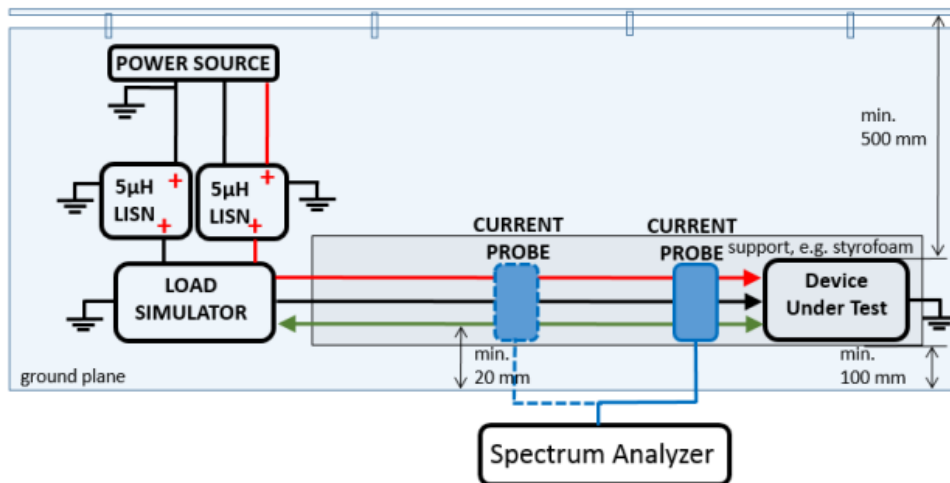 POWER SOURCE
min.
500 mm
5µH
LISN
+
+
5µH
LISN
+
+
CURRENT
PROBE
CURRENT
PROBE
support, e.g. styrofoam
LOAD
SIMULATOR
Device
Under Test
min.
20 mm
min.
100 mm
ground plane
Spectrum Analyzer